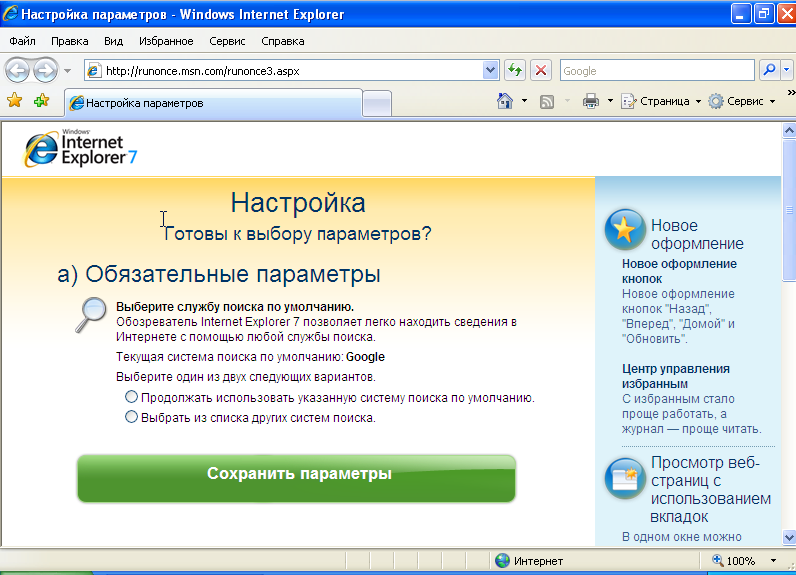 Настройка параметров - Windows Internet Explorer
Файл Правка Вид Избранное Сервис Справка
http://runonce.msn.com/runonce3.aspx
Google
Настройка параметров
Страница
Сервис
»
Windows®
Internet
Explorer 7
Настройка
Готовы к выбору параметров?
а) Обязательные параметры
Выберите службу поиска по умолчанию.
Обозреватель Internet Explorer 7 позволяет легко находить сведения в
Интернете с помощью любой службы поиска.
Текущая система поиска по умолчанию: Google
Выберите один из двух следующих вариантов.
Продолжать использовать указанную систему поиска по умолчанию.
Выбрать из списка других систем поиска.
Сохранить параметры
Новое
оформление
Новое оформление
кнопок
Новое оформление
кнопок "Назад",
"Вперед", "Домой" и
"Обновить".
Центр управления
избранным
С избранным стало
проще работать, а
журнал — проще читать.
Просмотр веб-
страниц с
использованием
вкладок
В одном окне можно
Интернет
100%